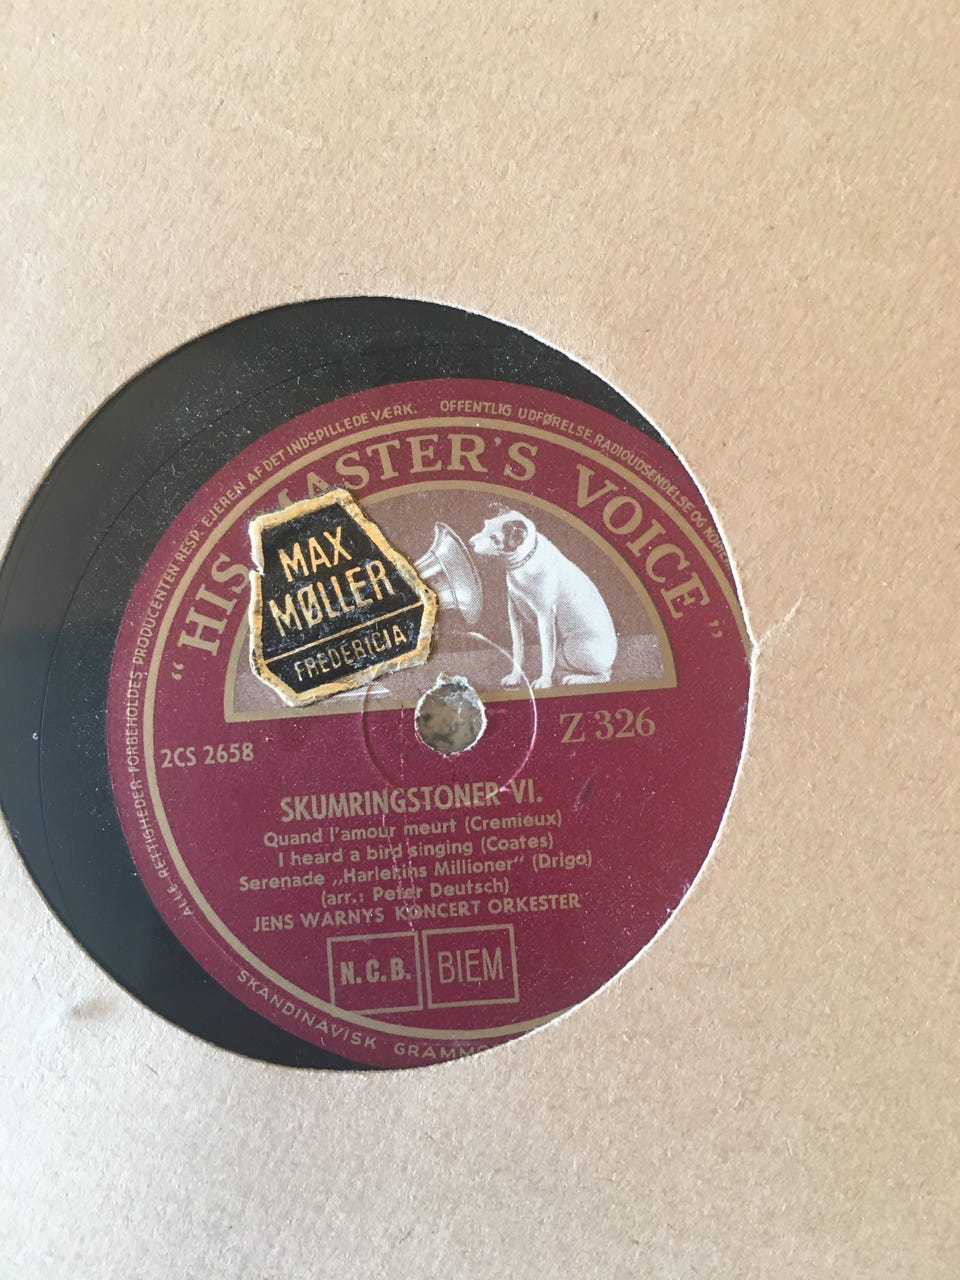 ALLE RETTIGHEDER FORBEHOLDES PRODUCENTEN RESP. EJEREN AF DET INDSPILLEDE VÆRK. OFFENTLIG UDFØRELSE, RADIOUDSENDELSE OG
"HIS MASTER'S VOICE"
MAX
MØLLER
FREDERICIA
Z 326
2CS 2658
SKUMRINGSTONER VI.
Quand l'amour meurt (Cremieux)
I heard a bird singing (Coates)
Serenade „Harlekins Millioner" (Drigo)
(arr.: Peter Deutsch)
JENS WARNYS KONCERT ORKESTER
N.C.B. BIEM
SKANDINAVISK